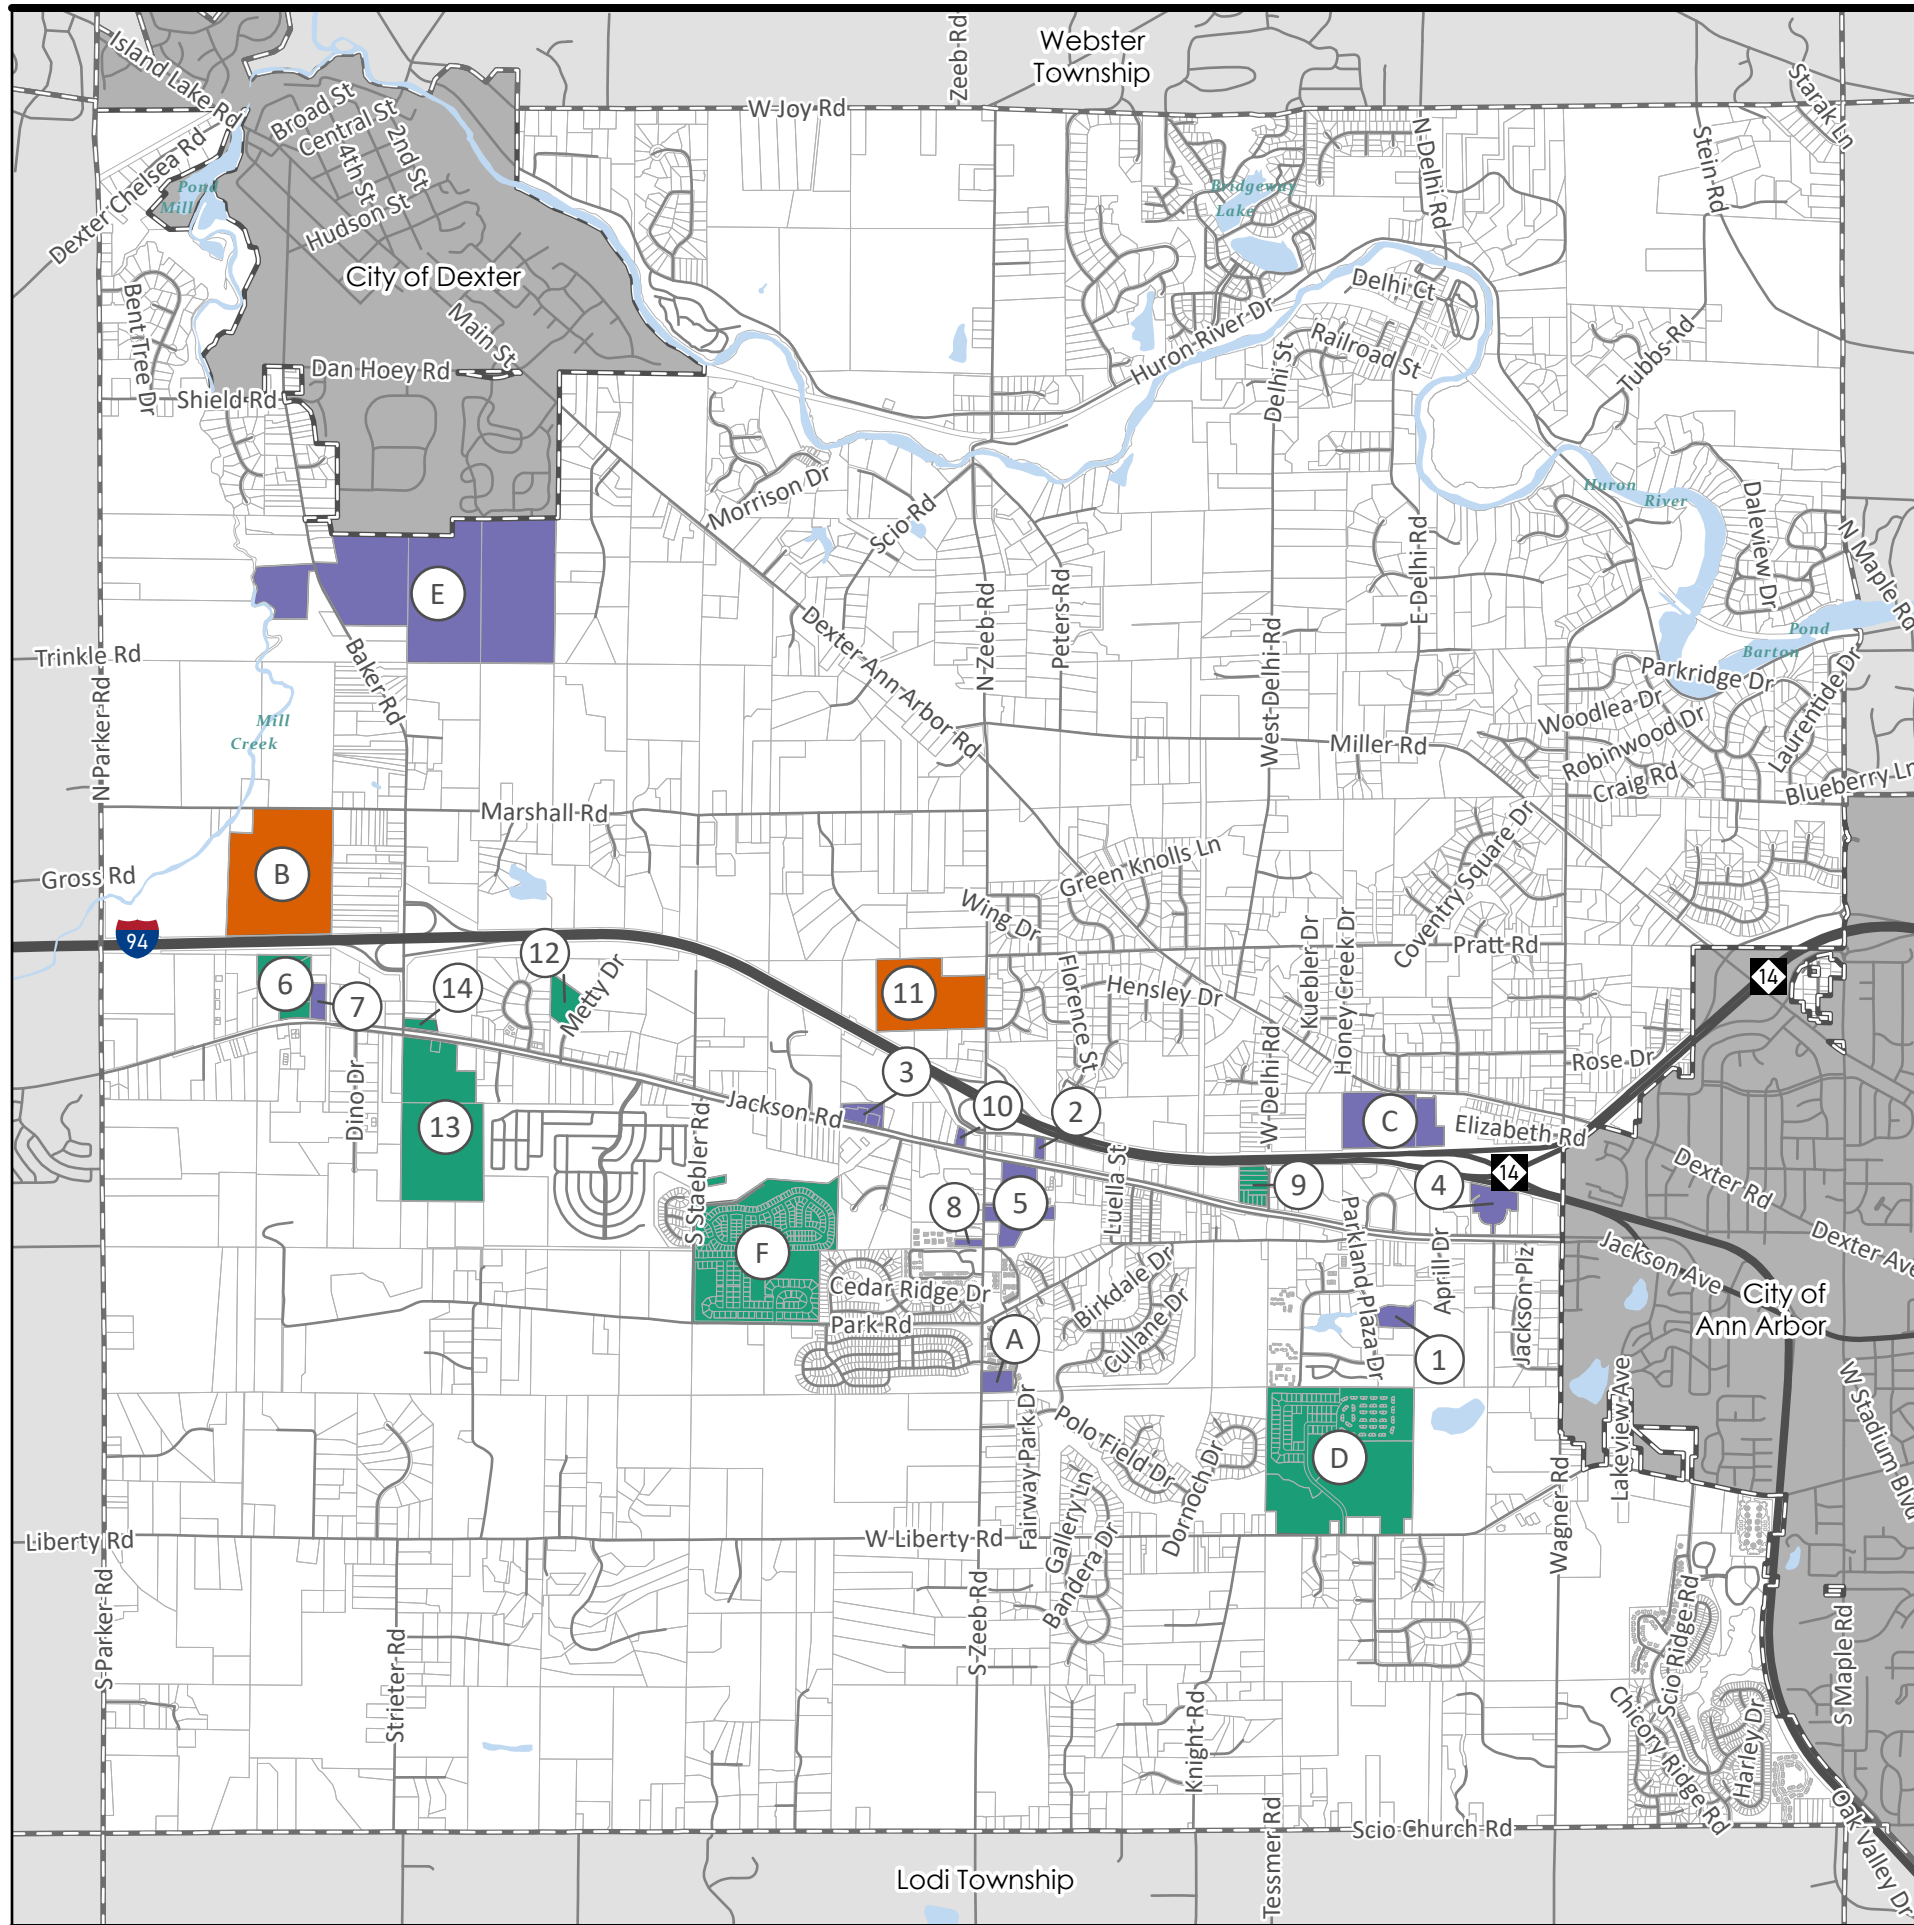 Webster
Township
Island Lake Rd
Zeeb Rd
W Joy Rd
Starak Ln
Broad St
Central St
2nd St
4th St
Hudson St
Dexter Chelsea Rd
Pond
Mill
City of Dexter
Bridgeway
Lake
N Delhi Rd
Stein Rd
Bent Tree Dr
Main St
Dan Hoey Rd
Shield Rd
Delhi Ct
Huron River Dr
Railroad St
Delhi St
Tubbs Rd
Morrison Dr
Scio Rd
Huron
River
Daleview Dr
N Maple Rd
E
N Zeeb Rd
Peters Rd
E Delhi Rd
West Delhi Rd
Trinkle Rd
Baker Rd
Dexter Ann Arbor Rd
Pond
Barton
Parkridge Dr
Woodlea Dr
Robinwood Dr
Laurentide Dr
N Parker Rd
Mill
Creek
Miller Rd
Craig Rd
Blueberry Ln
Marshall Rd
B
Gross Rd
Green Knolls Ln
Coventry Square Dr
Wing Dr
94
Pratt Rd
Kuebler Dr
Honey Creek Dr
14
12
6
7
14
Metty Dr
11
Florence St
Hensley Dr
Rose Dr
3
10
2
W Delhi Rd
C
Elizabeth Rd
Dino Dr
13
Jackson Rd
S Staebler Rd
14
Dexter Rd
Luella St
9
4
8
5
Parkland Plaza Dr
Aprill Dr
Jackson Plz
Dexter Ave
Jackson Ave
F
Cedar Ridge Dr
Park Rd
Birkdale Dr
Cullane Dr
A
1
City of
Ann Arbor
Fairway Park Dr
Polo Field Dr
Dornoch Dr
D
Lakeview Ave
W Stadium Blvd
Wagner Rd
Gallery Ln
Bandera Dr
Liberty Rd
W Liberty Rd
S Parker Rd
Strieter Rd
S Zeeb Rd
Knight Rd
Scio Ridge Rd
Chicory Ridge Rd
Harley Dr
S Maple Rd
Oak Valley Dr
Scio Church Rd
Tessmer Rd
Lodi Township